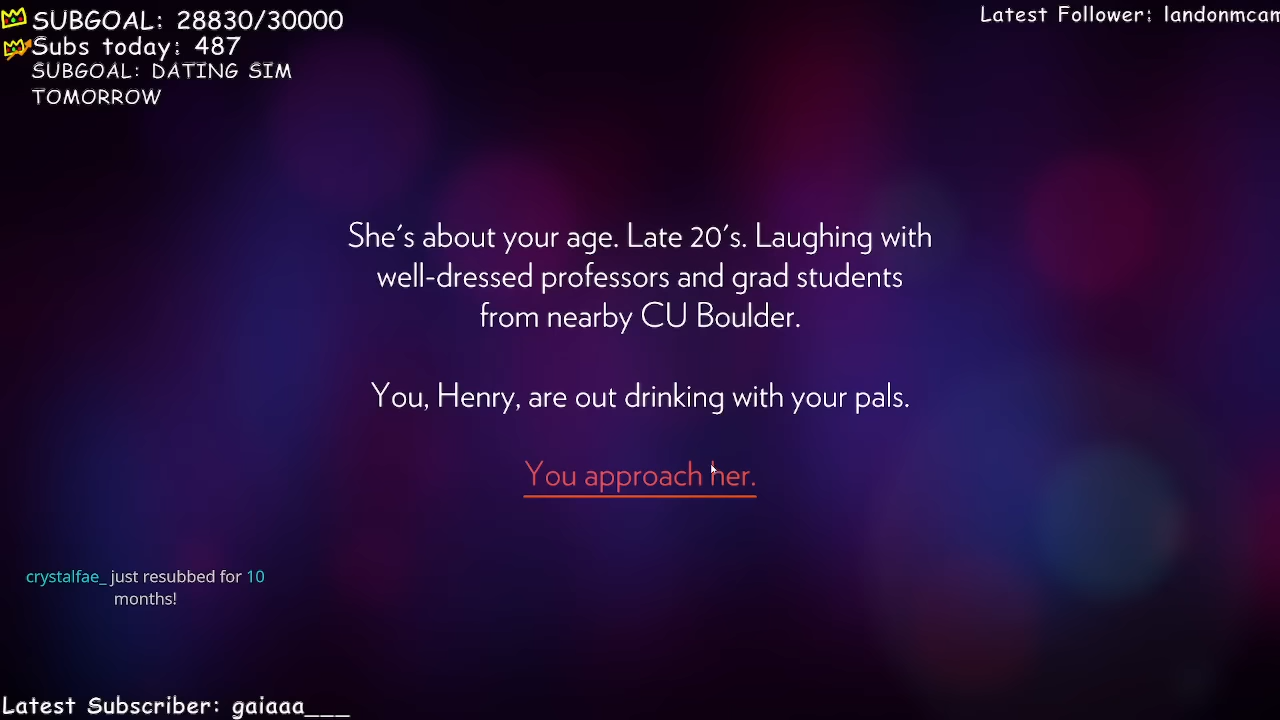 SUBGOAL: 28830/30000
Subs today: 487
SUBGOAL: DATING SIM
TOMORROW
Latest Follower: landonmcam
She's about your age. Late 20's. Laughing with
well-dressed professors and grad students
from nearby CU Boulder.
You, Henry, are out drinking with your pals.
You approach her.
crystalfae_ just resubbed for 10
months!
Latest Subscriber: gaiaaa___